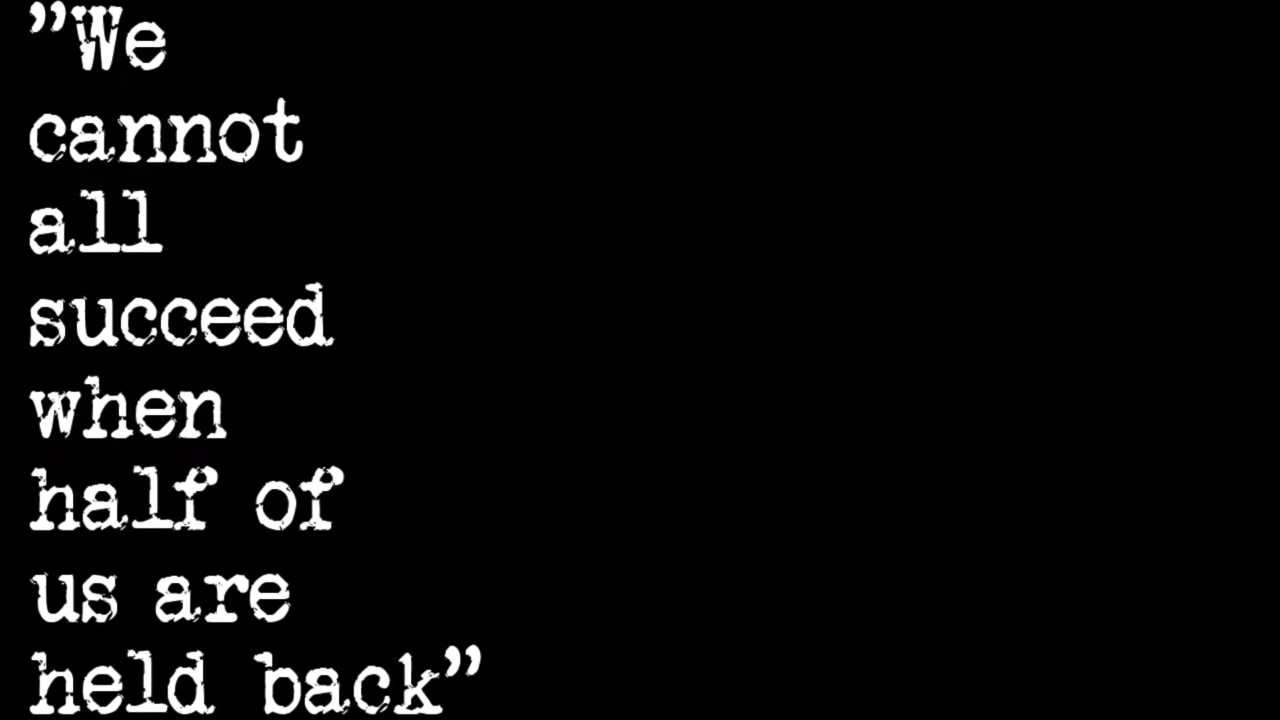 ”We
cannot
all
succeed
when
half of
us are
held back”